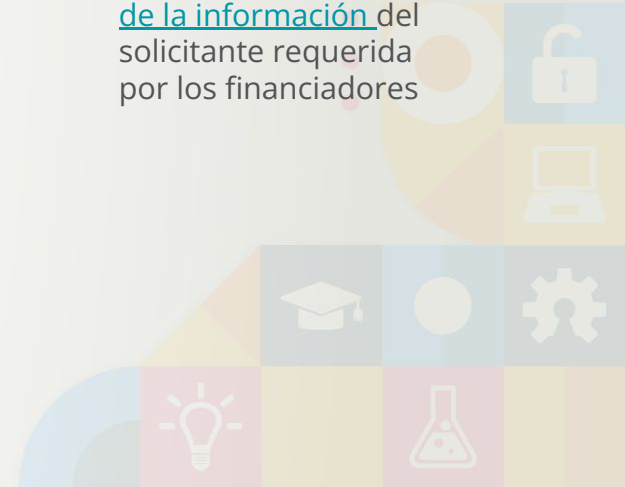 de la información del
solicitante requerida
por los financiadores